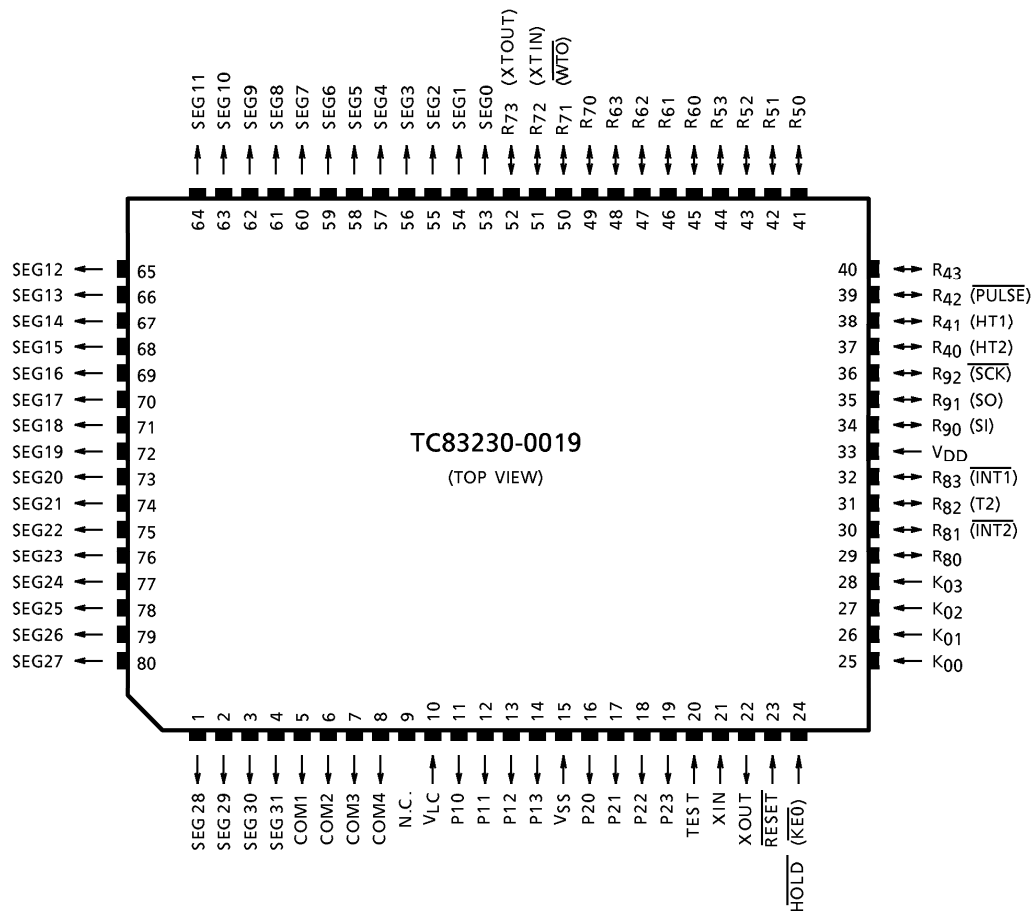 SEG11
SEG10
SEG9
SEG8
SEG7
SEG6
SEG5
SEG4
SEG3
SEG2
SEG1
SEG0
R73 (XTOUT)
R72 (XTIN)
R71 (WTO)
R70
R63
R62
R61
R60
R53
R52
R51
R50
64 63 62 61 60 59 58 57 56 55 54 53 52 51 50 49 48 47 46 45 44 43 42 41
SEG12 65
SEG13 66
SEG14 67
SEG15 68
SEG16 69
SEG17 70
SEG18 71
SEG19 72
SEG20 73
SEG21 74
SEG22 75
SEG23 76
SEG24 77
SEG25 78
SEG26 79
SEG27 80
TC83230-0019
(TOP VIEW)
40 R43
39 R42 (PULSE)
38 R41 (HT1)
37 R40 (HT2)
36 R92 (SCK)
35 R91 (SO)
34 R90 (SI)
33 VDD
32 R83 (INT1)
31 R82 (T2)
30 R81 (INT2)
29 R80
28 K03
27 K02
26 K01
25 K00
1 2 3 4 5 6 7 8 9 10 11 12 13 14 15 16 17 18 19 20 21 22 23 24
SEG28
SEG29
SEG30
SEG31
COM1
COM2
COM3
COM4
N.C.
VLC
P10
P11
P12
P13
VSS
P20
P21
P22
P23
TEST
XIN
XOUT
RESET
HOLD (KE0)